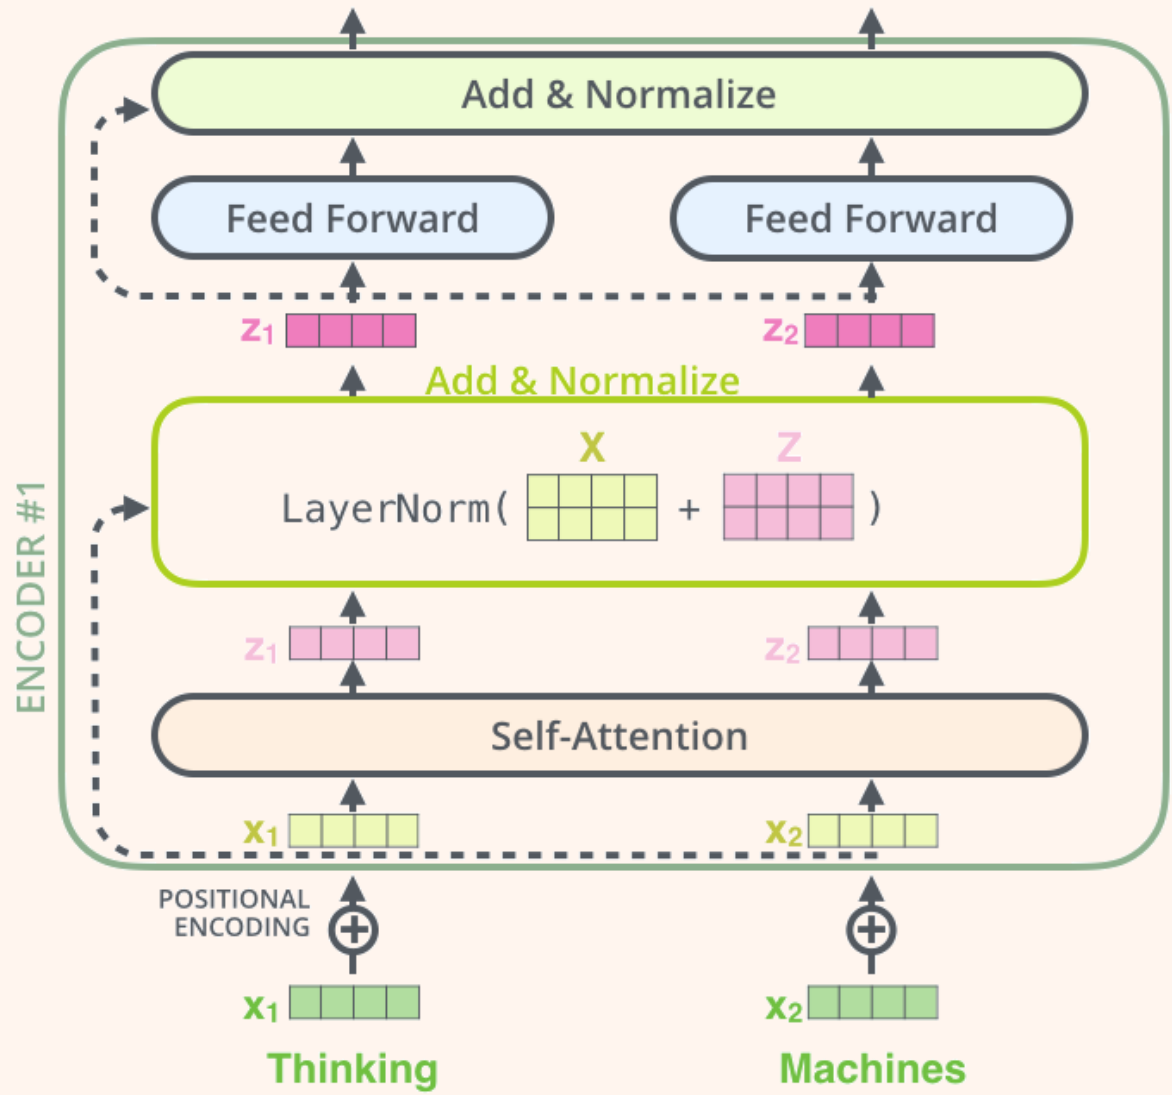 Add & Normalize
Feed Forward
Feed Forward
z1
z2
Add & Normalize
X
Z
LayerNorm(
+
)
ENCODER #1
z1
z2
Self-Attention
x1
x2
POSITIONAL
ENCODING
x1
x2
Thinking
Machines